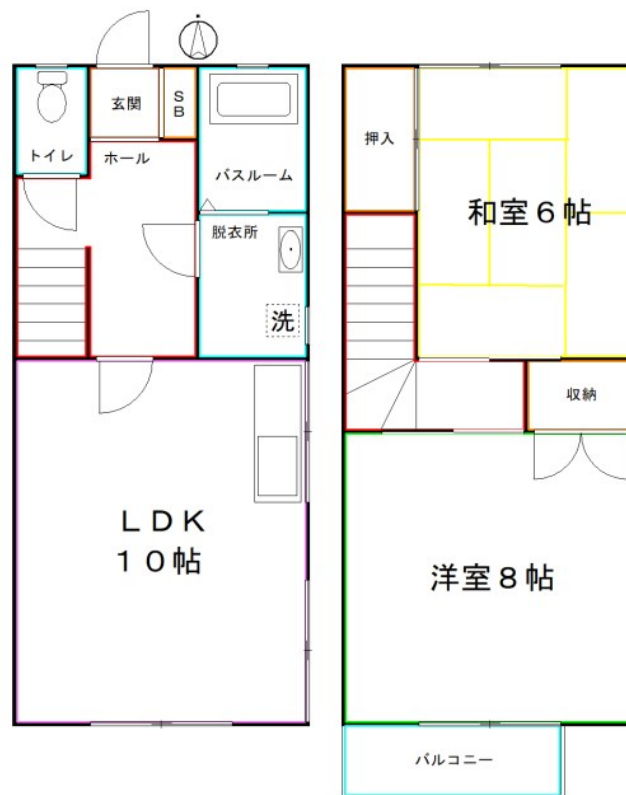 玄関
SB
トイレ
ホール
バスルーム
脱衣所
洗
LDK
10帖
押入
和室6帖
収納
洋室8帖
バルコニー